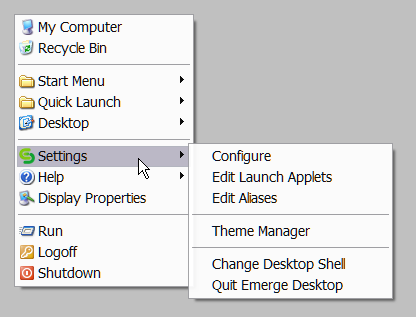 My Computer
Recycle Bin
Start Menu
Quick Launch
Desktop
Settings
Help
Display Properties
Run
Logoff
Shutdown
Configure
Edit Launch Applets
Edit Aliases
Theme Manager
Change Desktop Shell
Quit Emerge Desktop